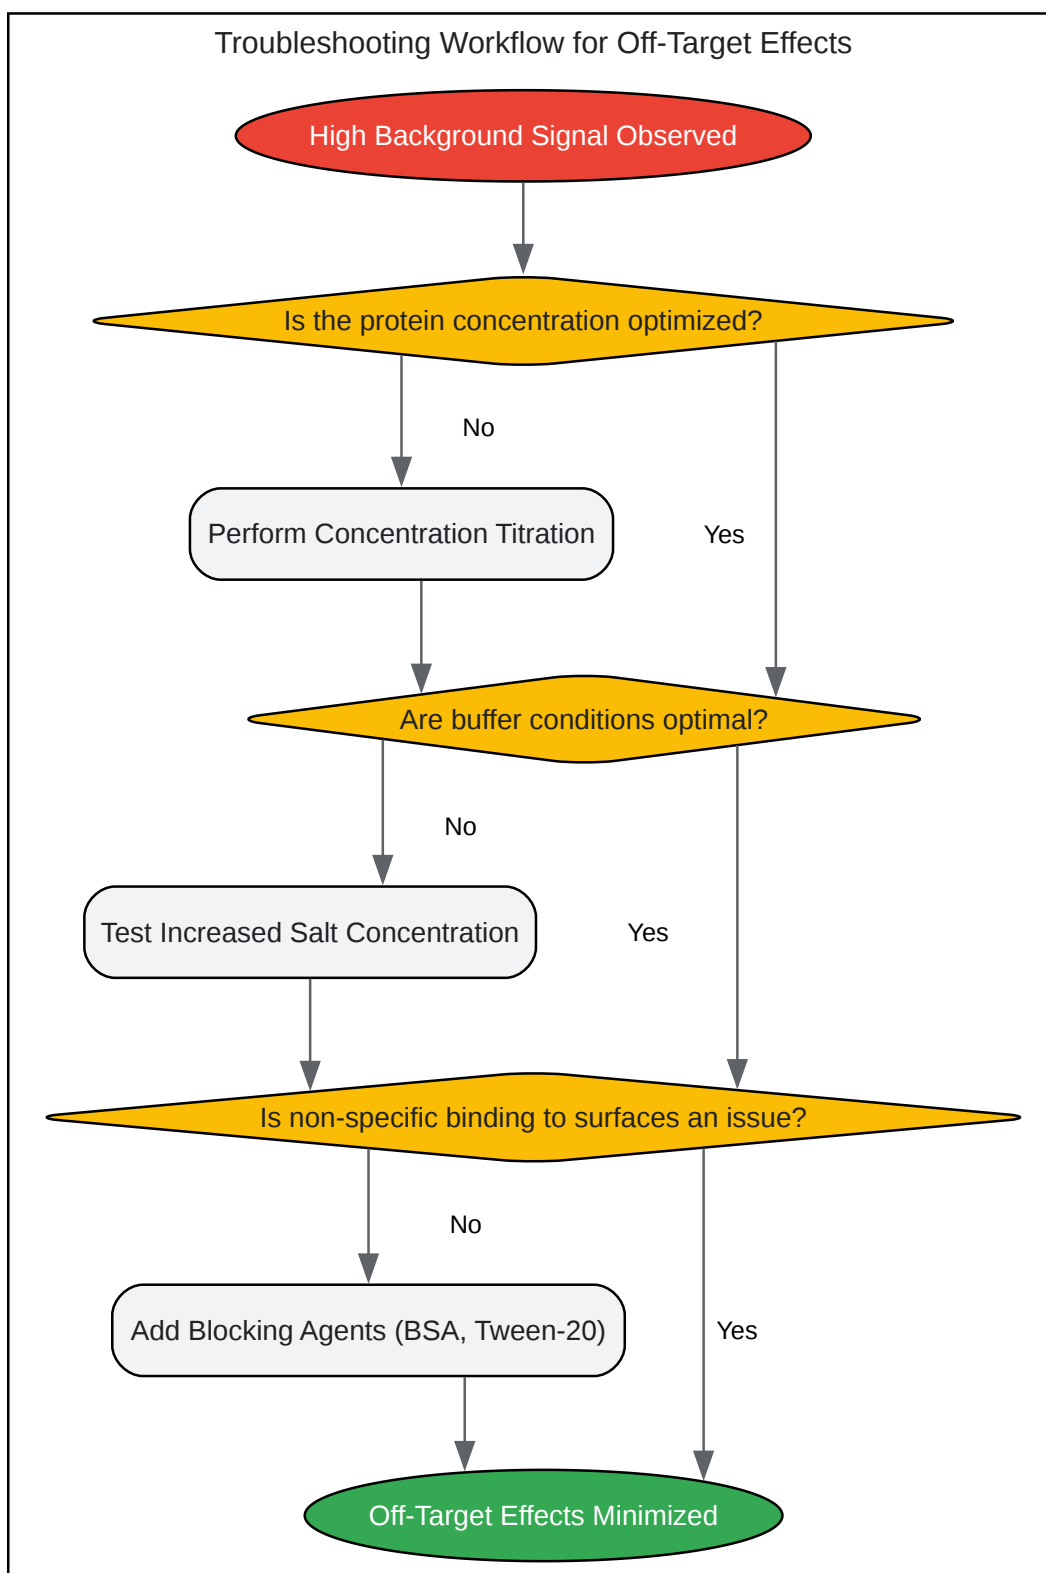 Troubleshooting Workflow for Off-Target Effects
High Background Signal Observed
Is the protein concentration optimized?
No
Perform Concentration Titration
Yes
Are buffer conditions optimal?
No
Test Increased Salt Concentration
Yes
Is non-specific binding to surfaces an issue?
No
Add Blocking Agents (BSA, Tween-20)
Yes
Off-Target Effects Minimized